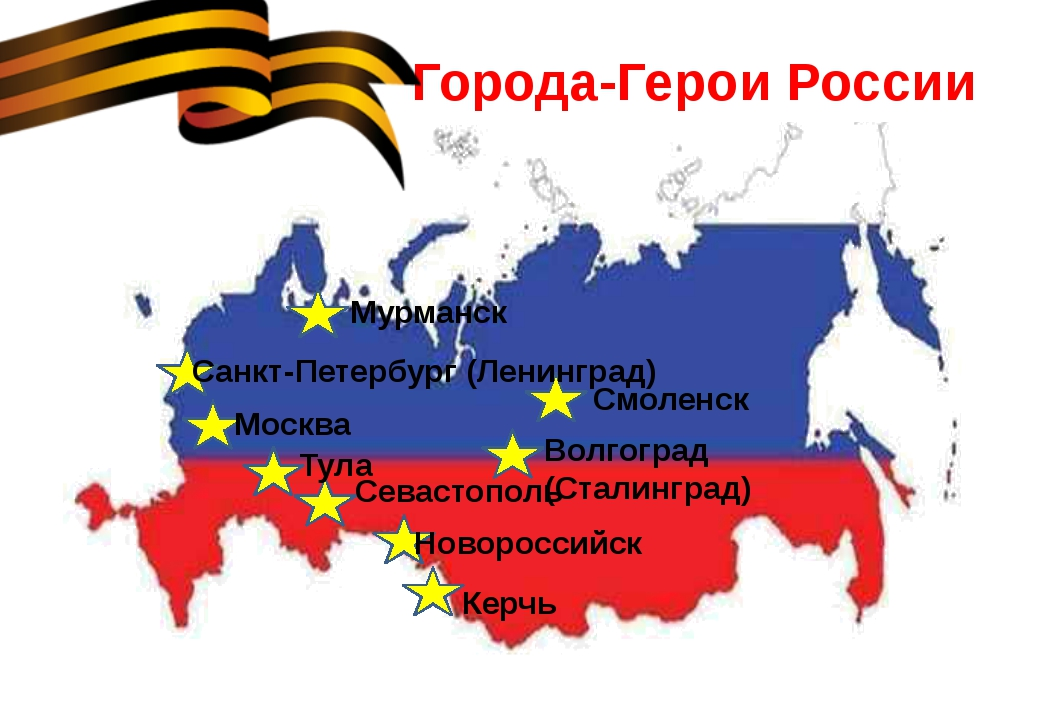 Города-Герои России
Мурманск
Санкт-Петербург (Ленинград)
Смоленск
Москва
Волгоград
(Сталинград)
Тула
Севастополь
Новороссийск
Керчь